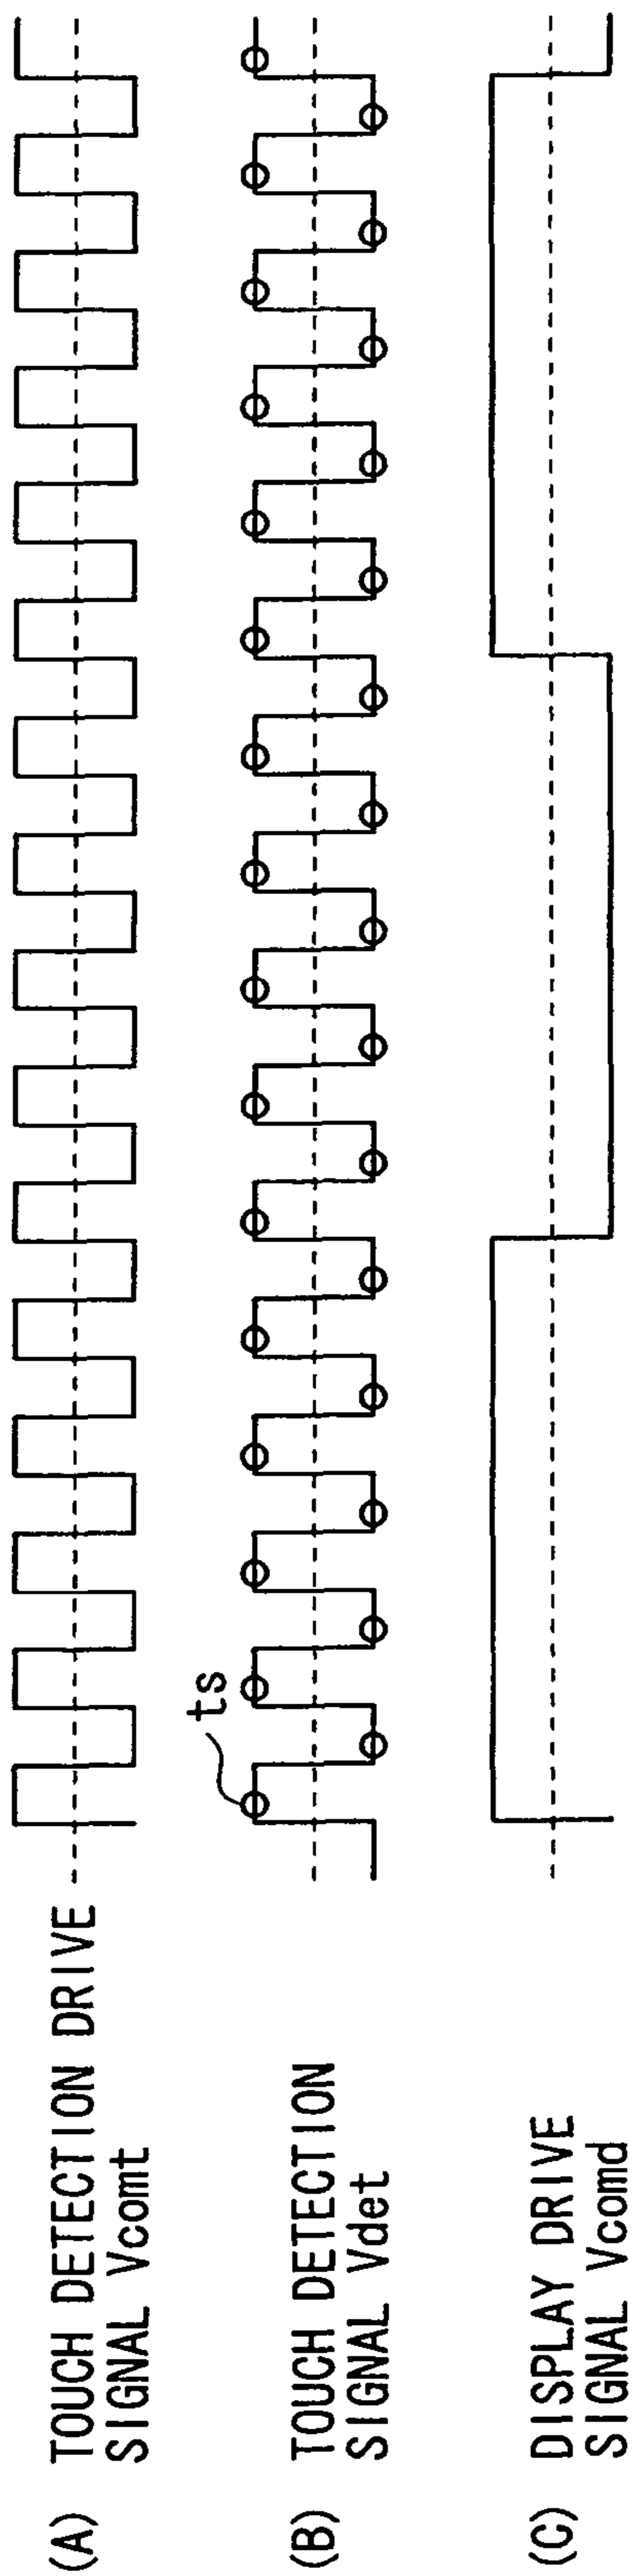 (A) TOUCH DETECTION DRIVE
SIGNAL Vcomt
ts
(B) TOUCH DETECTION
SIGNAL Vdet
(C) DISPLAY DRIVE
SIGNAL Vcomd